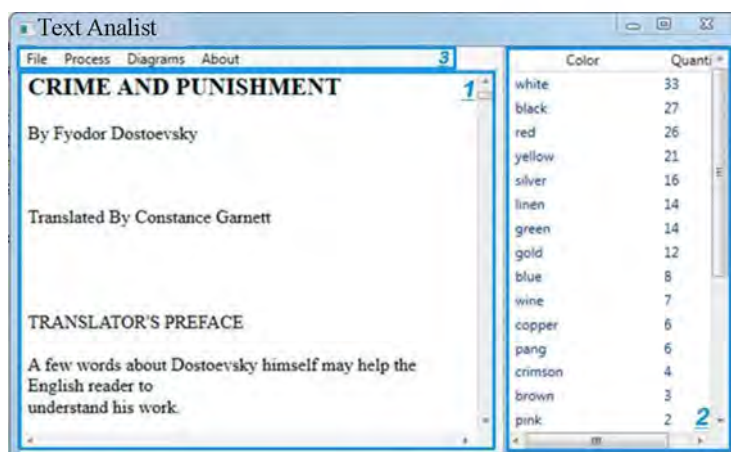 Text Analist
File Process Diagrams About 3
1
CRIME AND PUNISHMENT
By Fyodor Dostoevsky
Translated By Constance Garnett
TRANSLATOR'S PREFACE
A few words about Dostoevsky himself may help the
English reader to
understand his work.
Color Quanti
white 33
black 27
red 26
yellow 21
silver 16
linen 14
green 14
gold 12
blue 8
wine 7
copper 6
pang 6
crimson 4
brown 3
pink 2
2